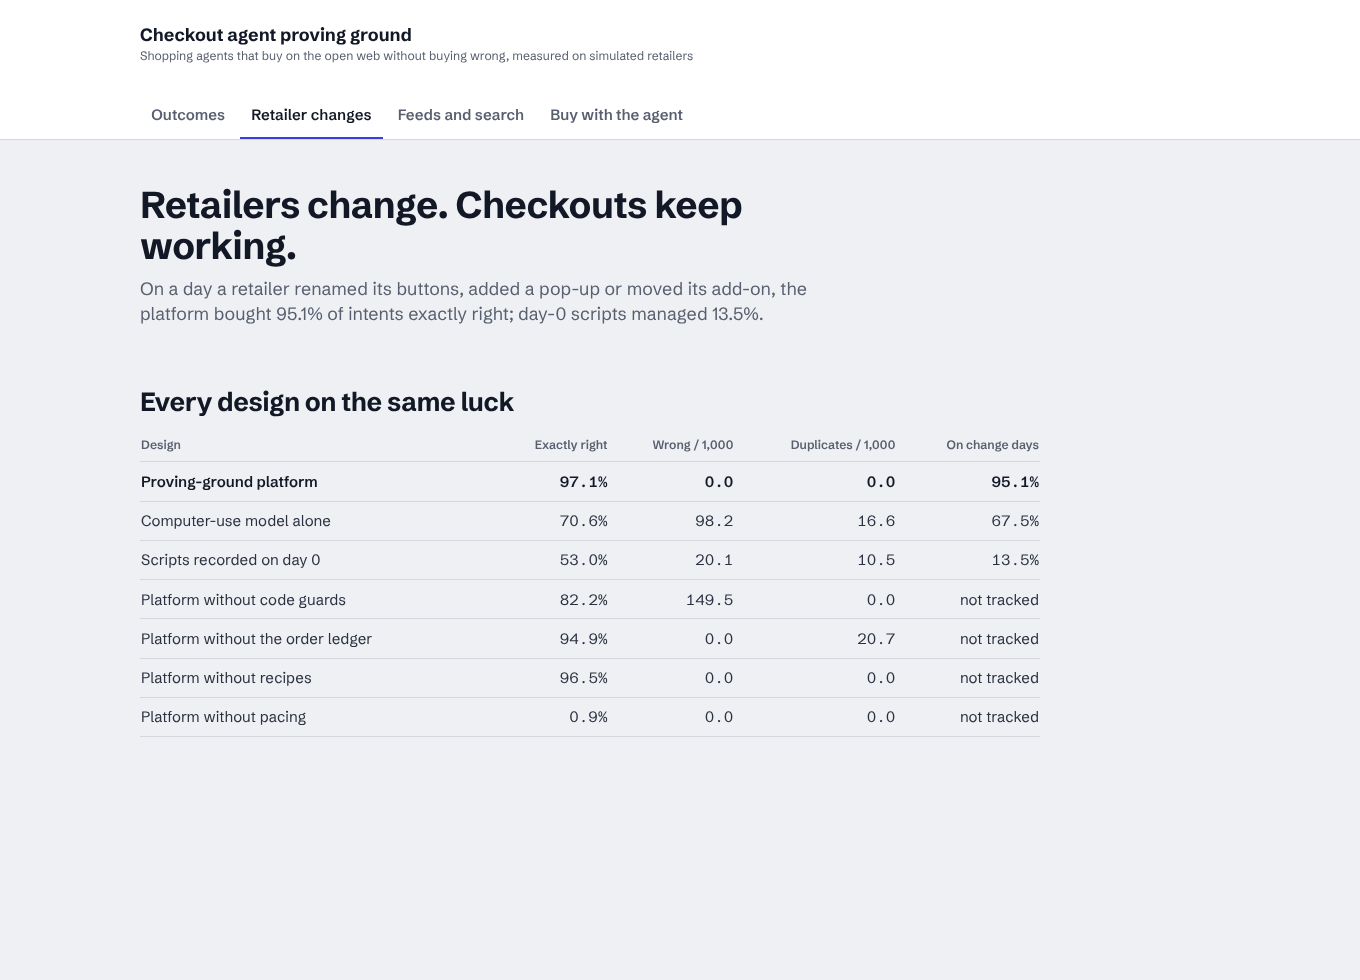 Checkout agent proving ground
Shopping agents that buy on the open web without buying wrong, measured on simulated retailers
Outcomes Retailer changes Feeds and search Buy with the agent
Retailers change. Checkouts keep
working.
On a day a retailer renamed its buttons, added a pop-up or moved its add-on, the
platform bought 95.1% of intents exactly right; day-0 scripts managed 13.5%.
Every design on the same luck
Design Exactly right Wrong / 1,000 Duplicates / 1,000 On change days
Proving-ground platform 97.1% 0.0 0.0 95.1%
Computer-use model alone 70.6% 98.2 16.6 67.5%
Scripts recorded on day 0 53.0% 20.1 10.5 13.5%
Platform without code guards 82.2% 149.5 0.0 not tracked
Platform without the order ledger 94.9% 0.0 20.7 not tracked
Platform without recipes 96.5% 0.0 0.0 not tracked
Platform without pacing 0.9% 0.0 0.0 not tracked